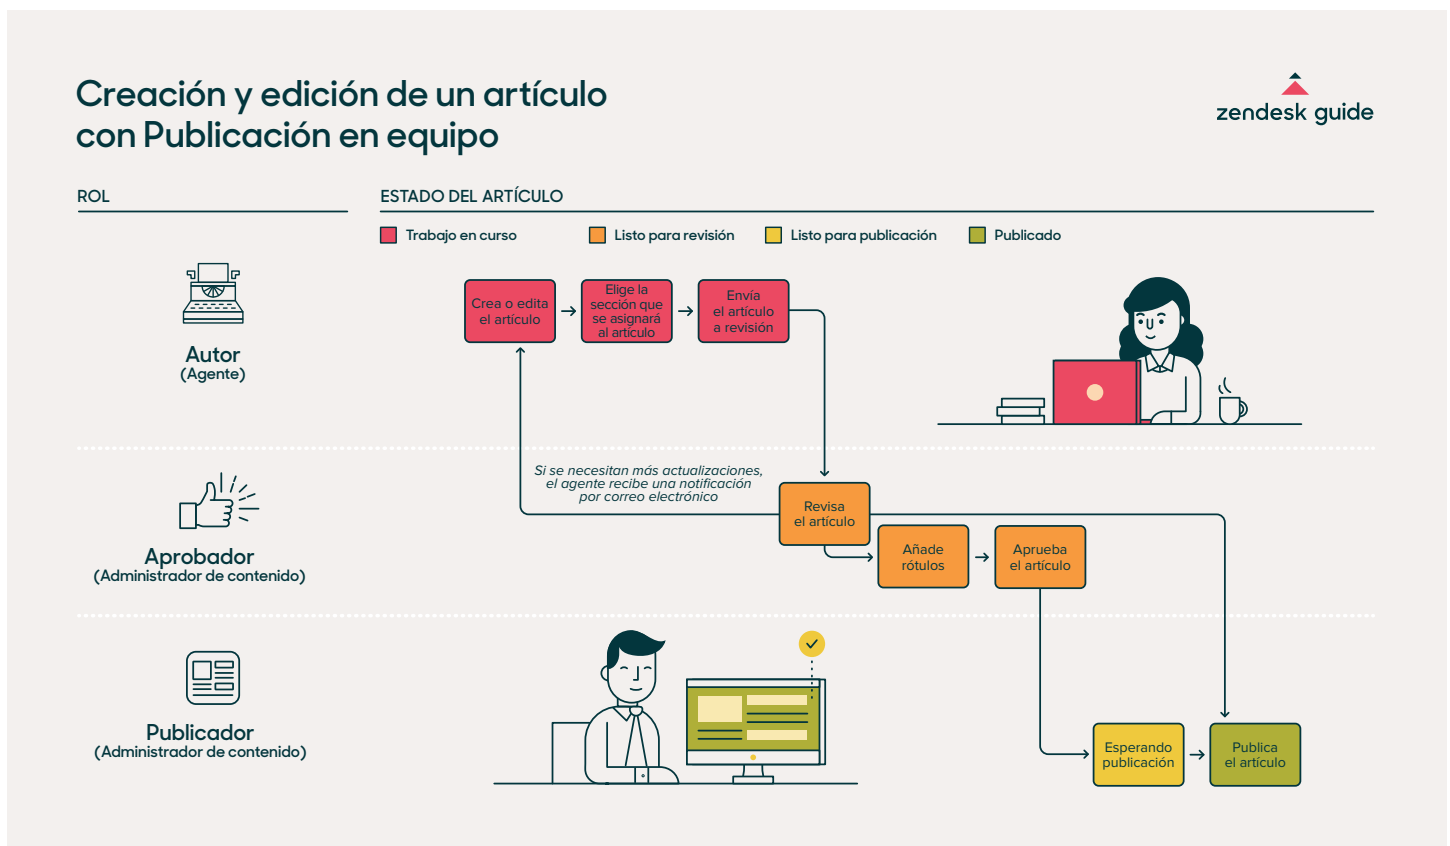 Creación y edición de un artículo
con Publicación en equipo
zendesk guide
ROL
ESTADO DEL ARTÍCULO
Trabajo en curso
Listo para revisión
Listo para publicación
Publicado
Autor
(Agente)
Crea o edita
el artículo
Elige la
sección que
se asignará
al artículo
Envía
el artículo
a revisión
Si se necesitan más actualizaciones,
el agente recibe una notificación
por correo electrónico
Aprobador
(Administrador de contenido)
Revisa
el artículo
Añade
rótulos
Aprueba
el artículo
Publicador
(Administrador de contenido)
Esperando
publicación
Publica
el artículo